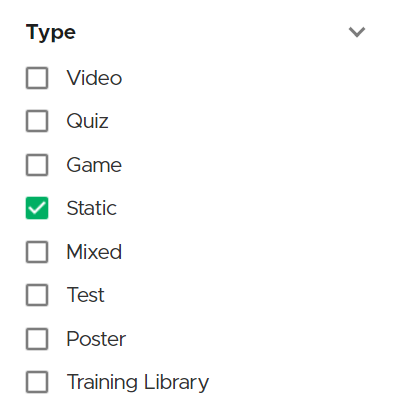 Type
Video
Quiz
Game
Static
Mixed
Test
Poster
Training Library